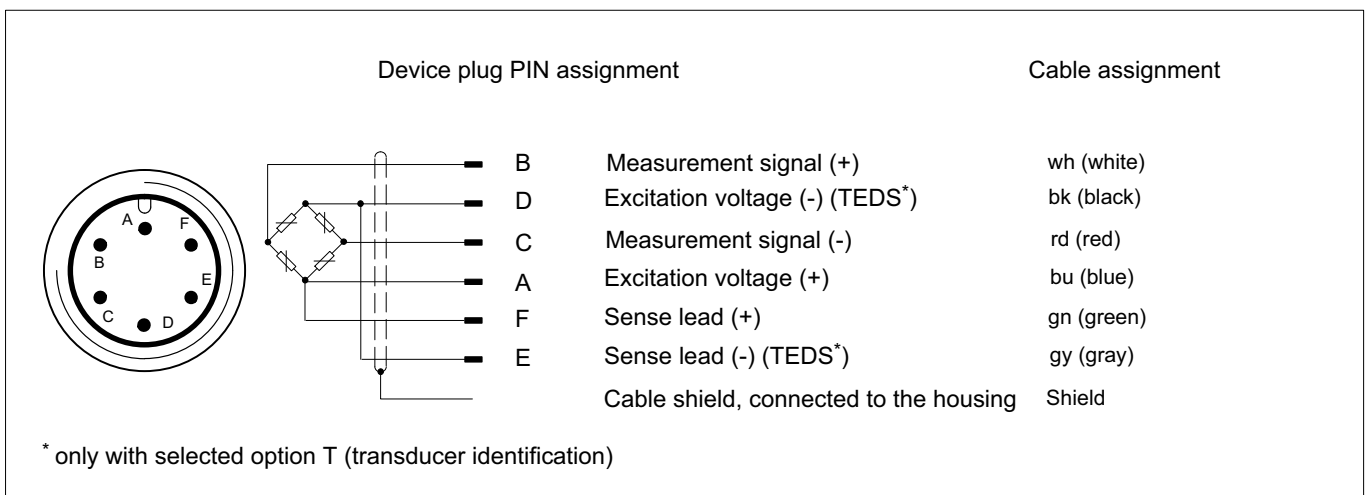 Device plug PIN assignment Cable assignment
B Measurement signal (+) wh (white)
D Excitation voltage (-) (TEDS*) bk (black)
C Measurement signal (-) rd (red)
A Excitation voltage (+) bu (blue)
F Sense lead (+) gn (green)
E Sense lead (-) (TEDS*) gy (gray)
Cable shield, connected to the housing Shield
A F
B E
C D
* only with selected option T (transducer identification)